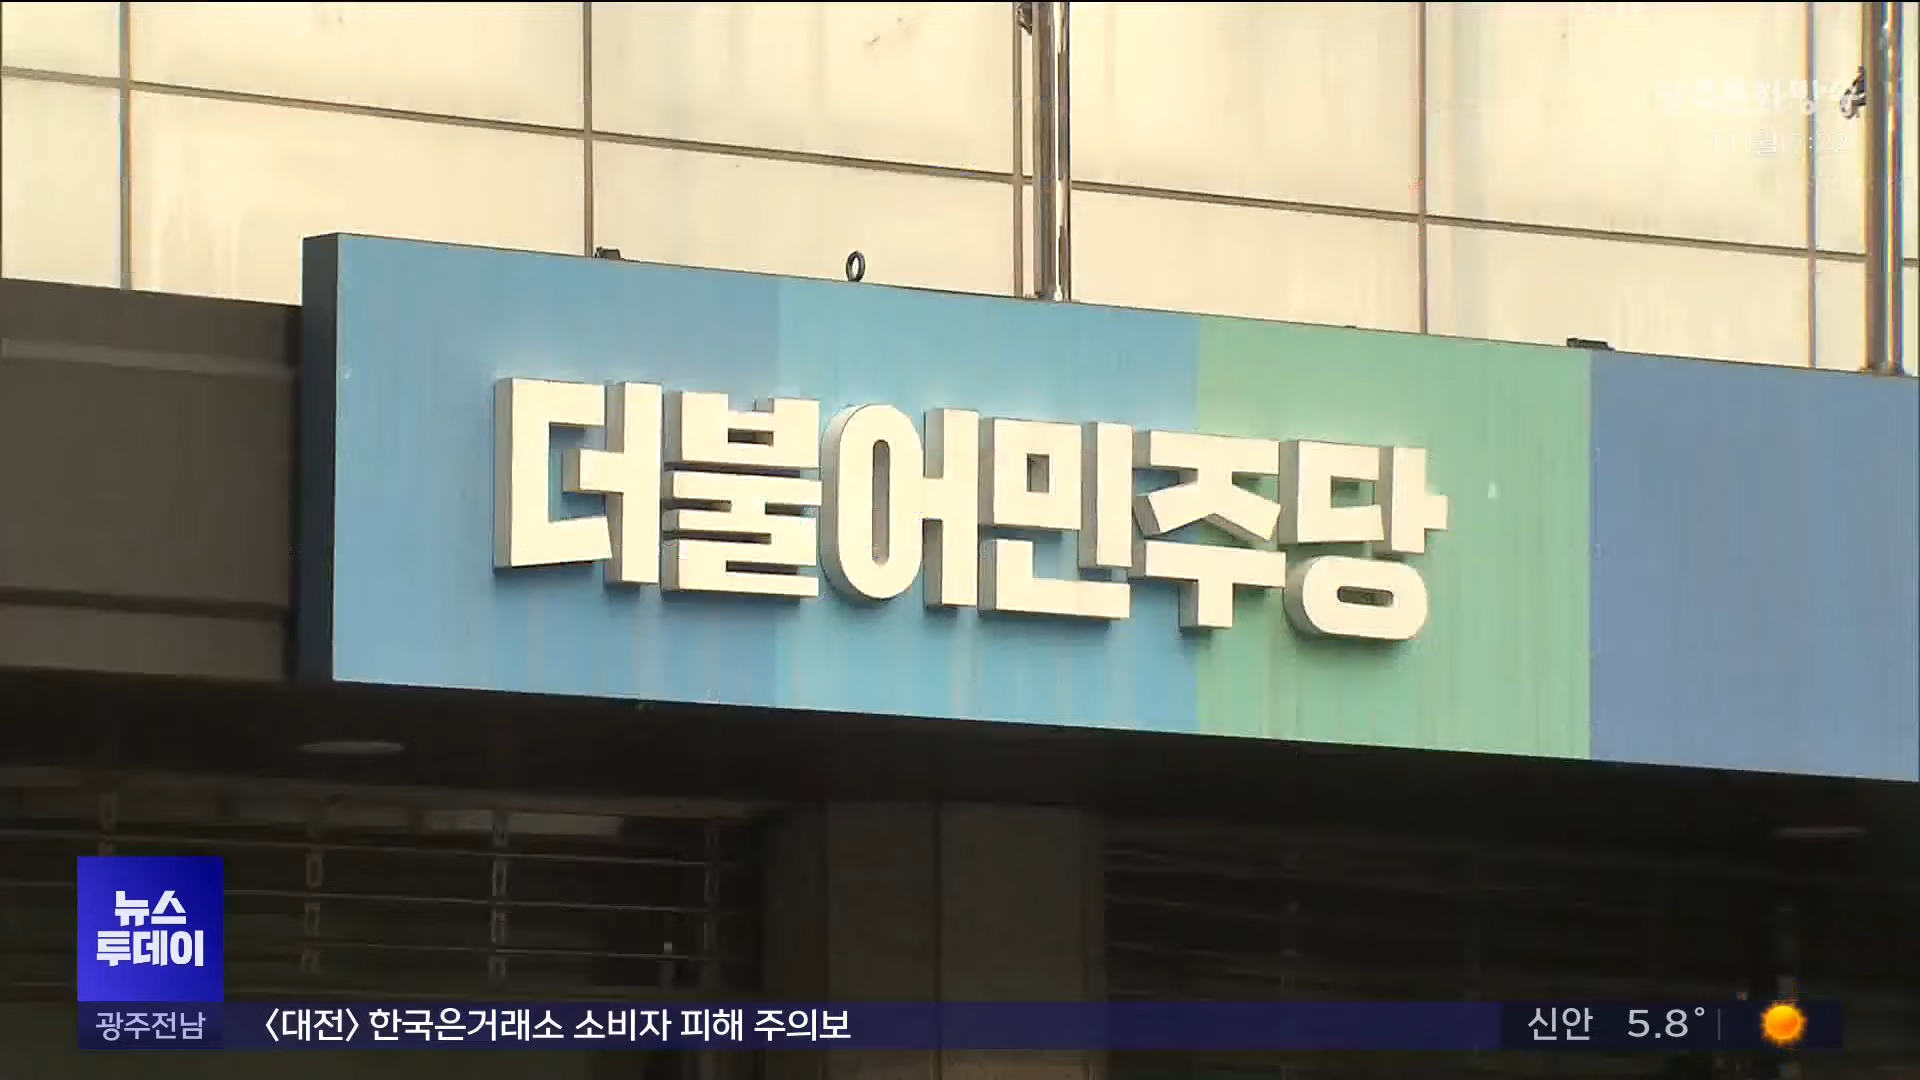 더불어민주당
뉴스
투데이
광주전남
〈대전〉 한국은거래소 소비자 피해 주의보
신안 5.8°